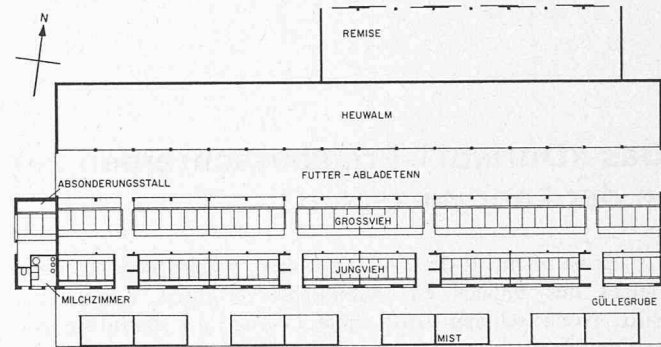 N
REMISE
HEUWALM
FUTTER – ABLADETENN
ABSONDERUNGSSTALL
GROSSVIEH
JUNGVIEH
MILCHZIMMER
GÜLLEGRUBE
MIST